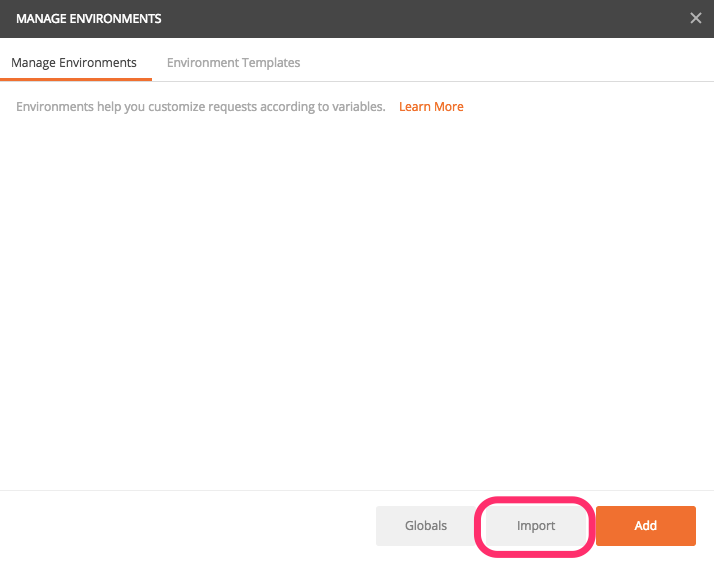 MANAGE ENVIRONMENTS
Manage Environments Environment Templates
Environments help you customize requests according to variables. Learn More
Globals Import Add